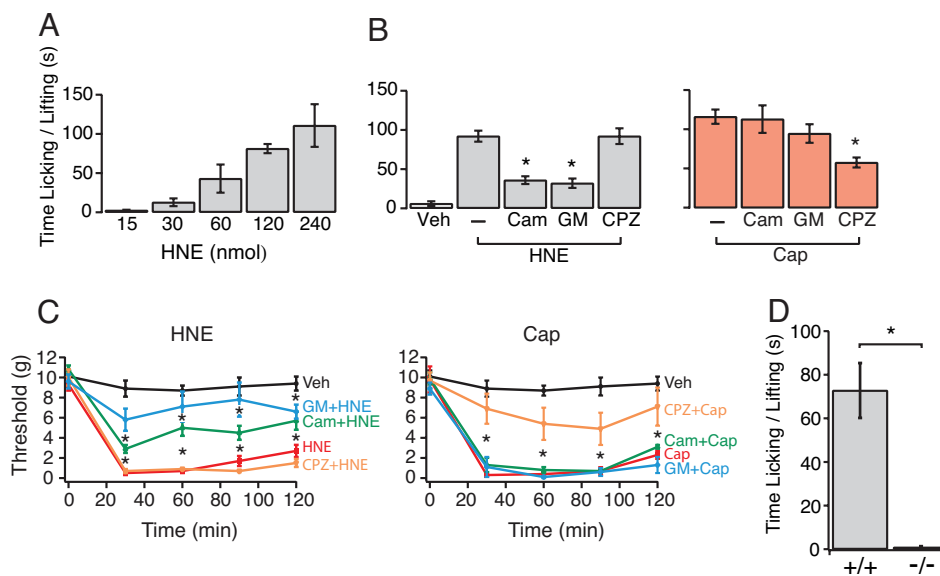 A
Time Licking / Lifting (s)
150
100
50
0
15 30 60 120 240
HNE (nmol)
B
150
100
50
0
* *
Veh – Cam GM CPZ
HNE
*
– Cam GM CPZ
Cap
C
HNE
Threshold (g)
12
10
8
6
4
2
0
Veh
GM+HNE
Cam+HNE
HNE
CPZ+HNE
* * * *
* * * *
0 20 40 60 80 100 120
Time (min)
Cap
12
10
8
6
4
2
0
Veh
CPZ+Cap
Cam+Cap
Cap
GM+Cap
* * * *
0 20 40 60 80 100 120
Time (min)
D
Time Licking / Lifting (s)
100
80
60
40
20
0
*
+/+ -/-